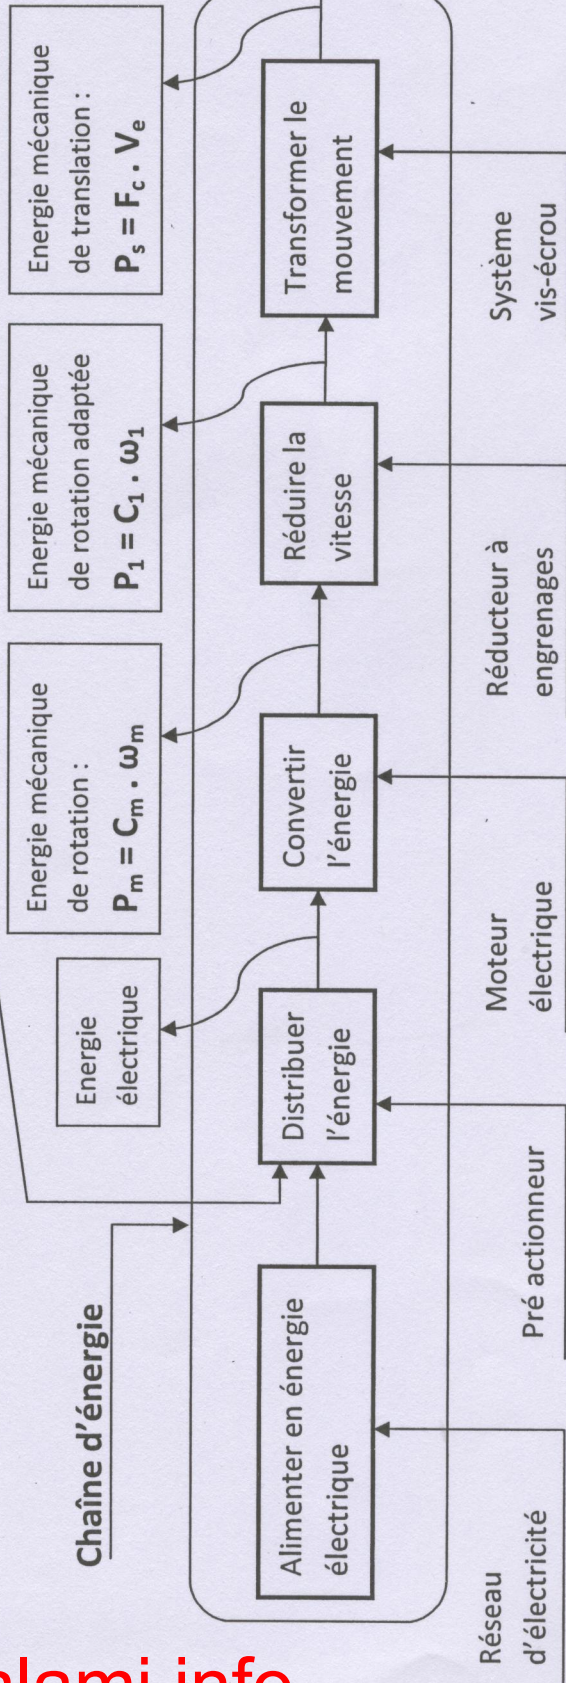 Chaîne d'énergie
Energie
électrique
Energie mécanique
de rotation :
Pm = Cm . ωm
Energie mécanique
de rotation adaptée
P1 = C1 . ω1
Energie mécanique
de translation :
Ps = Fc . Ve
Alimenter en énergie
électrique
Distribuer
l'énergie
Convertir
l'énergie
Réduire la
vitesse
Transformer le
mouvement
Réseau
d'électricité
Pré actionneur
Moteur
électrique
Réducteur à
engrenages
Système
vis-écrou